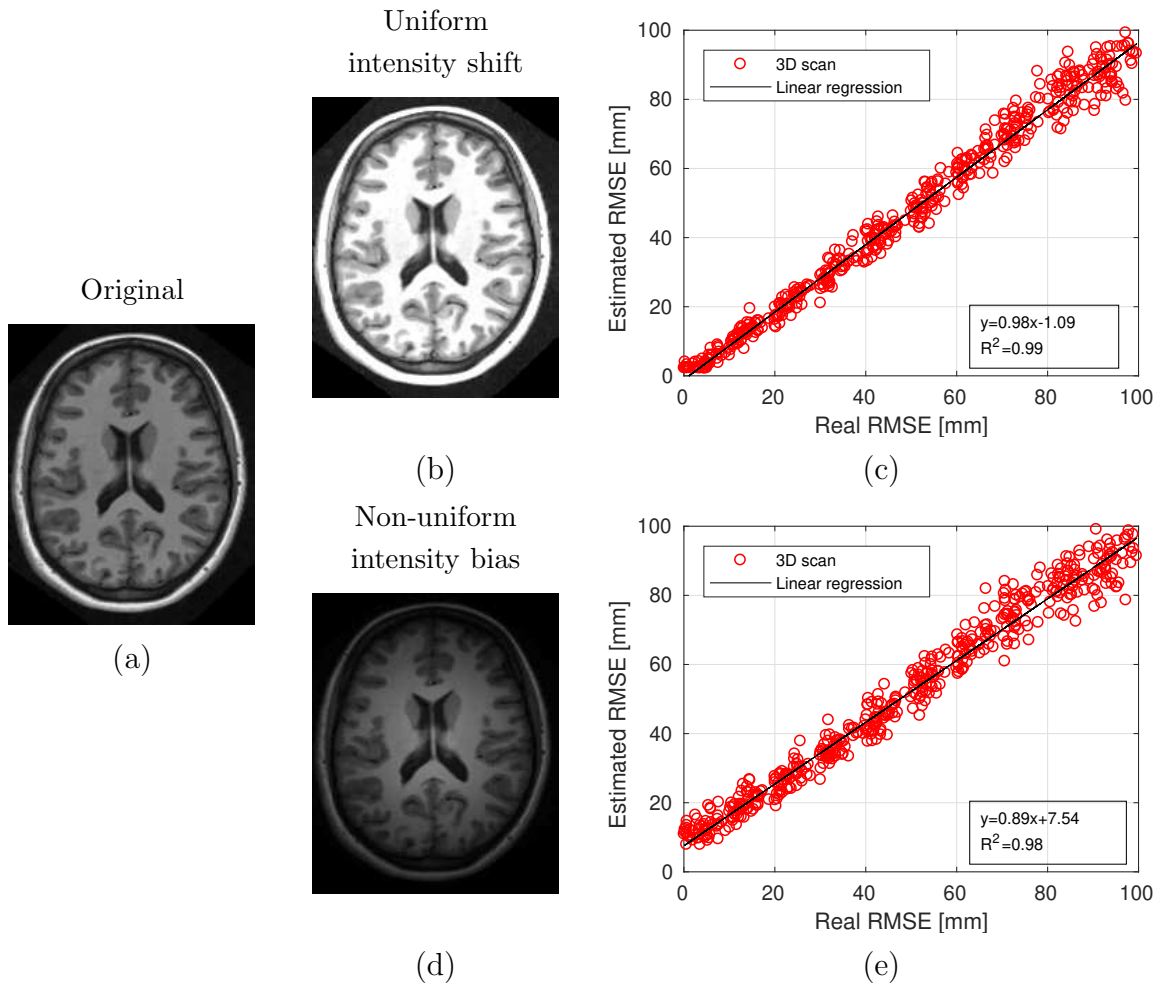 Original
(a)
Uniform
intensity shift
(b)
100
80
60
40
20
0
Estimated RMSE [mm]
3D scan
Linear regression
y=0.98x-1.09
R²=0.99
0 20 40 60 80 100
Real RMSE [mm]
(c)
Non-uniform
intensity bias
(d)
100
80
60
40
20
0
Estimated RMSE [mm]
3D scan
Linear regression
y=0.89x+7.54
R²=0.98
0 20 40 60 80 100
Real RMSE [mm]
(e)